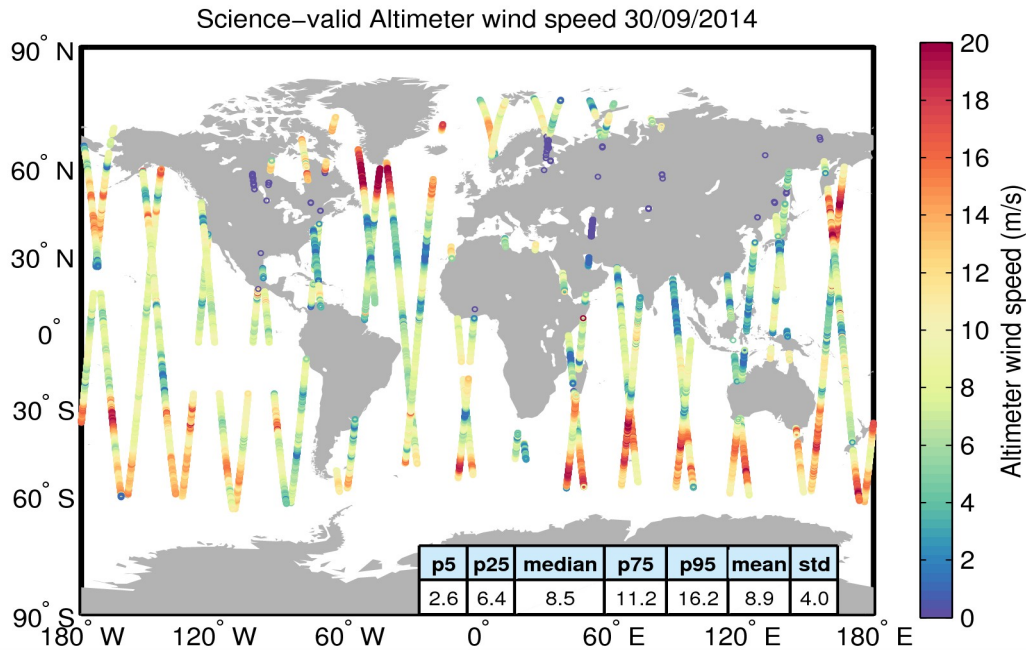 Science−valid Altimeter wind speed 30/09/2014
90° N
60° N
30° N
0°
30° S
60° S
90° S
180° W
120° W
60° W
0°
60° E
120° E
180° E
p5 p25 median p75 p95 mean std
2.6 6.4 8.5 11.2 16.2 8.9 4.0
20
18
16
14
12
10
8
6
4
2
0
Altimeter wind speed (m/s)